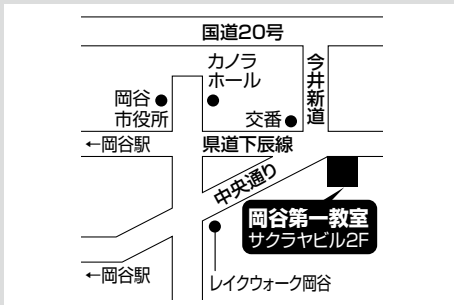 国道20号
カノラ
ホール
今井新道
岡谷
市役所
交番
←岡谷駅
県道下辰線
中央通り
岡谷第一教室
サクラヤビル2F
←岡谷駅
レイクウォーク岡谷